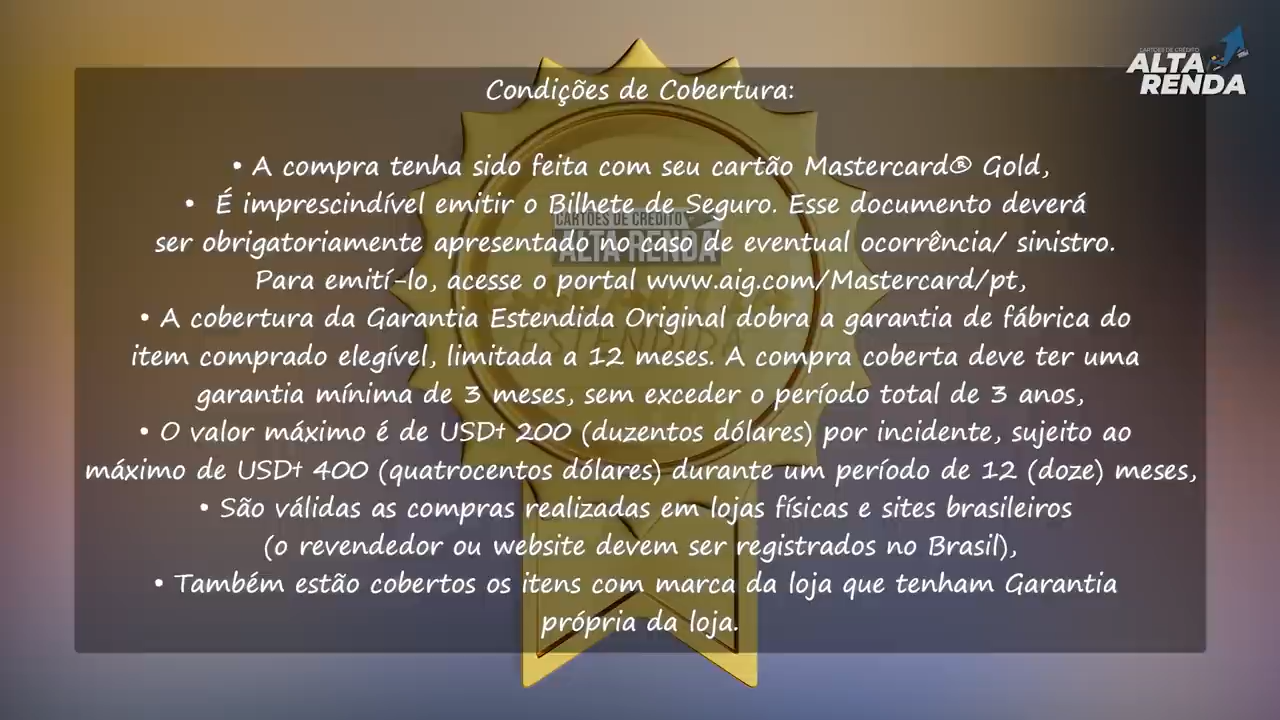 CARTÕES DE CRÉDITO
ALTA
RENDA
Condições de Cobertura:
• A compra tenha sido feita com seu cartão Mastercard® Gold,
• É imprescindível emitir o Bilhete de Seguro. Esse documento deverá
ser obrigatoriamente apresentado no caso de eventual ocorrência/ sinistro.
Para emití-lo, acesse o portal www.aig.com/Mastercard/pt,
• A cobertura da Garantia Estendida Original dobra a garantia de fábrica do
item comprado elegível, limitada a 12 meses. A compra coberta deve ter uma
garantia mínima de 3 meses, sem exceder o período total de 3 anos,
• O valor máximo é de USD† 200 (duzentos dólares) por incidente, sujeito ao
máximo de USD† 400 (quatrocentos dólares) durante um período de 12 (doze) meses,
• São válidas as compras realizadas em lojas físicas e sites brasileiros
(o revendedor ou website devem ser registrados no Brasil),
• Também estão cobertos os itens com marca da loja que tenham Garantia
própria da loja.
CARTÕES DE CRÉDITO
ALTA RENDA
ESTENDIDA